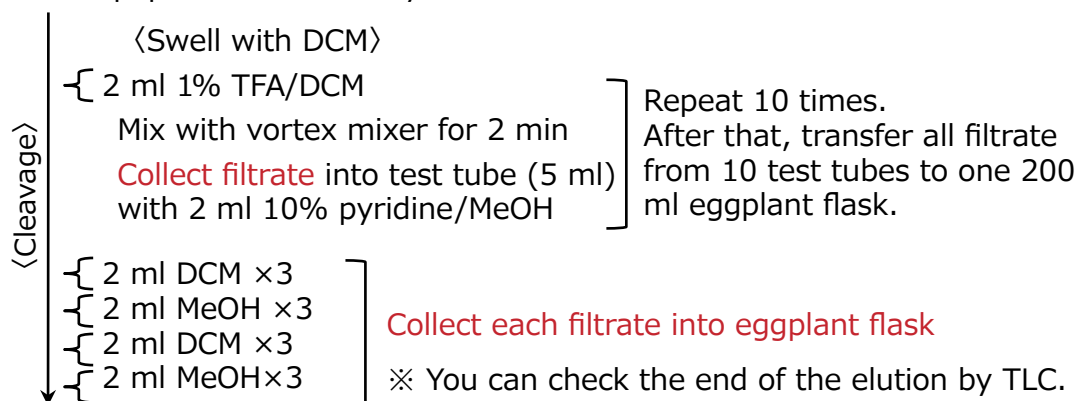 〈Swell with DCM〉
2 ml 1% TFA/DCM
Mix with vortex mixer for 2 min
Collect filtrate into test tube (5 ml)
with 2 ml 10% pyridine/MeOH
Repeat 10 times.
After that, transfer all filtrate
from 10 test tubes to one 200
ml eggplant flask.
〈Cleavage〉
2 ml DCM ×3
2 ml MeOH ×3
2 ml DCM ×3
2 ml MeOH×3
Collect each filtrate into eggplant flask
※ You can check the end of the elution by TLC.